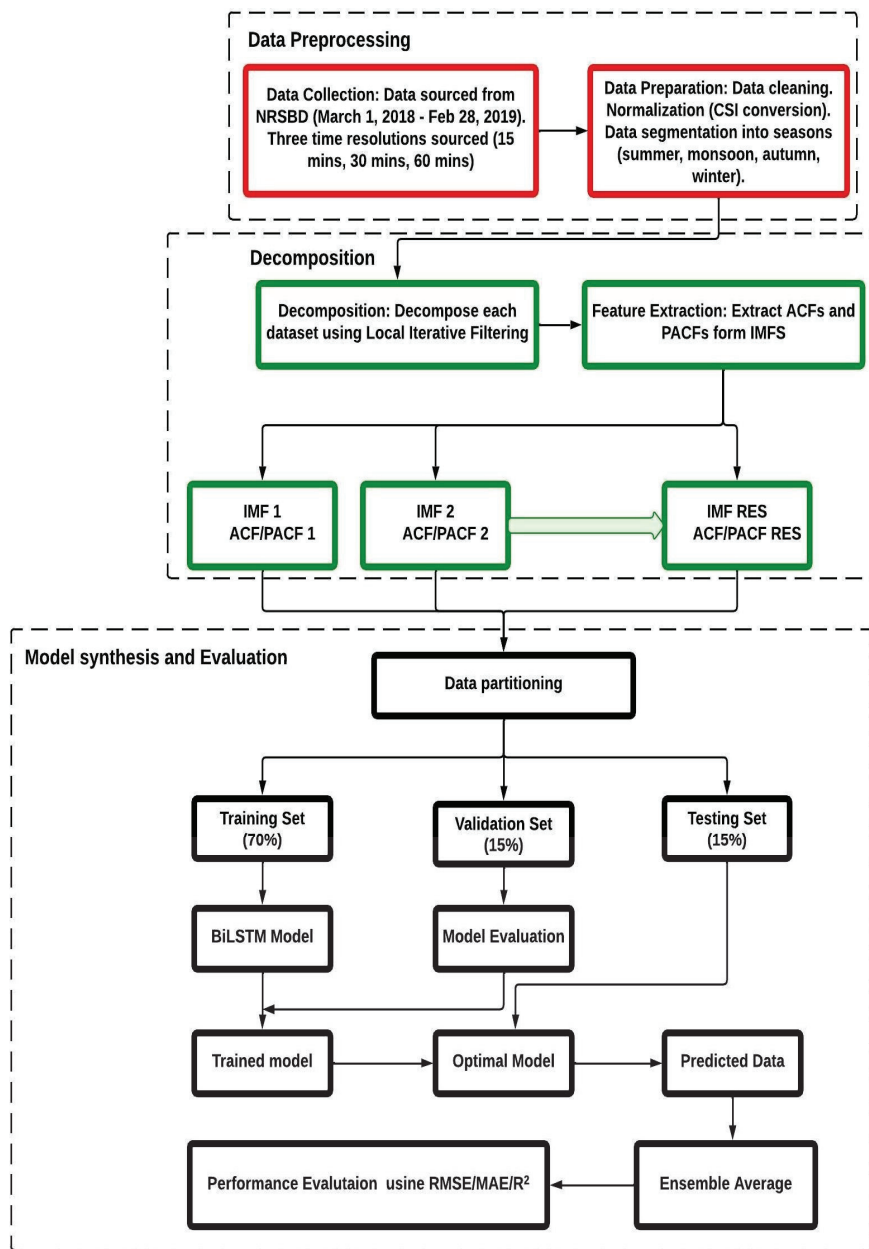 Data Preprocessing
Data Collection: Data sourced from
NRSBD (March 1, 2018 - Feb 28, 2019).
Three time resolutions sourced (15
mins, 30 mins, 60 mins)
Data Preparation: Data cleaning.
Normalization (CSI conversion).
Data segmentation into seasons
(summer, monsoon, autumn,
winter).
Decomposition
Decomposition: Decompose each
dataset using Local Iterative Filtering
Feature Extraction: Extract ACFs and
PACFs form IMFS
IMF 1
ACF/PACF 1
IMF 2
ACF/PACF 2
IMF RES
ACF/PACF RES
Model synthesis and Evaluation
Data partitioning
Training Set
(70%)
Validation Set
(15%)
Testing Set
(15%)
BiLSTM Model
Model Evaluation
Trained model
Optimal Model
Predicted Data
Performance Evalutaion usine RMSE/MAE/R²
Ensemble Average